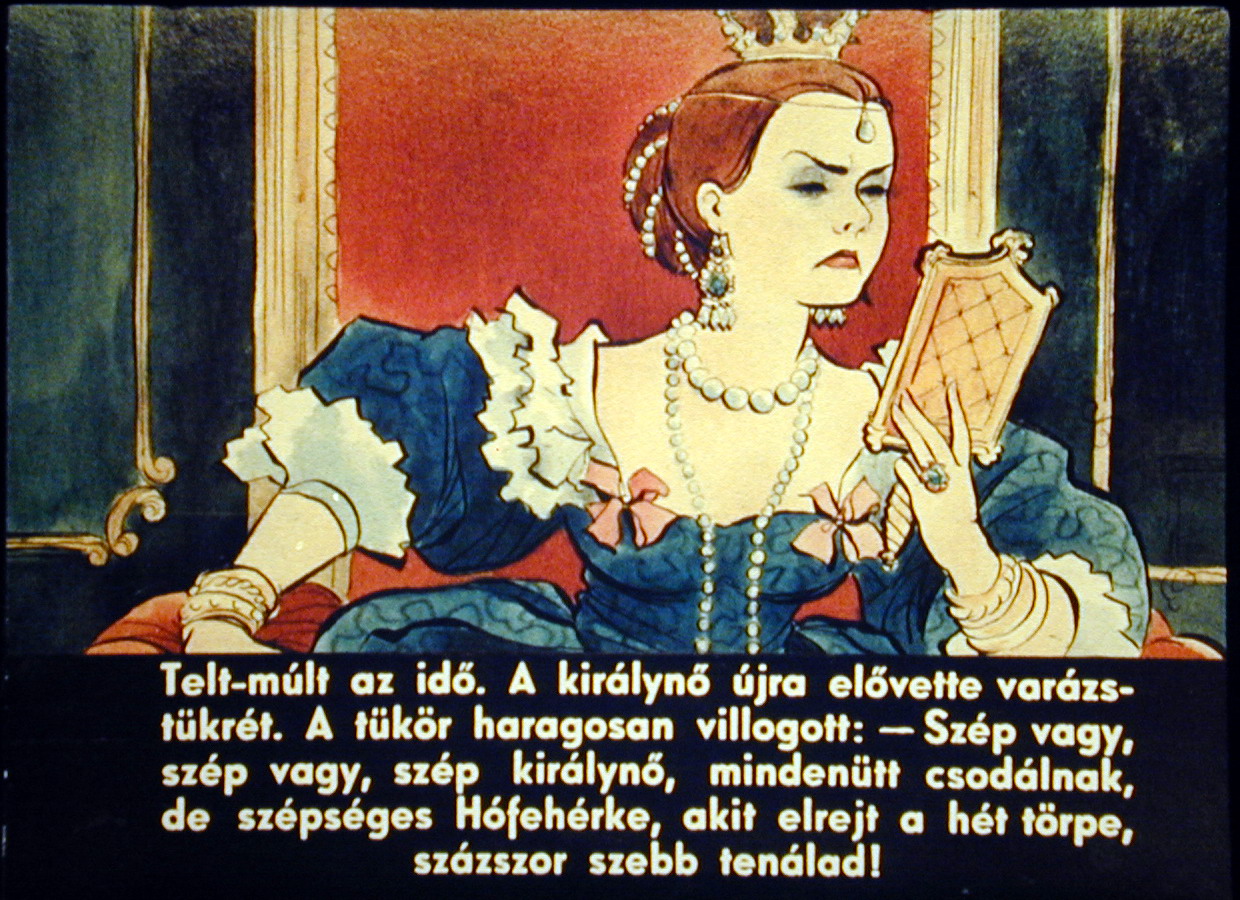 Telt-múlt az idő. A királynő újra elővette varázs-
tükrét. A tükör haragosan villogott: — Szép vagy,
szép vagy, szép királynő, mindenütt csodálnak,
de szépséges Hófehérke, akit elrejt a hét törpe,
százszor szebb tenálad!